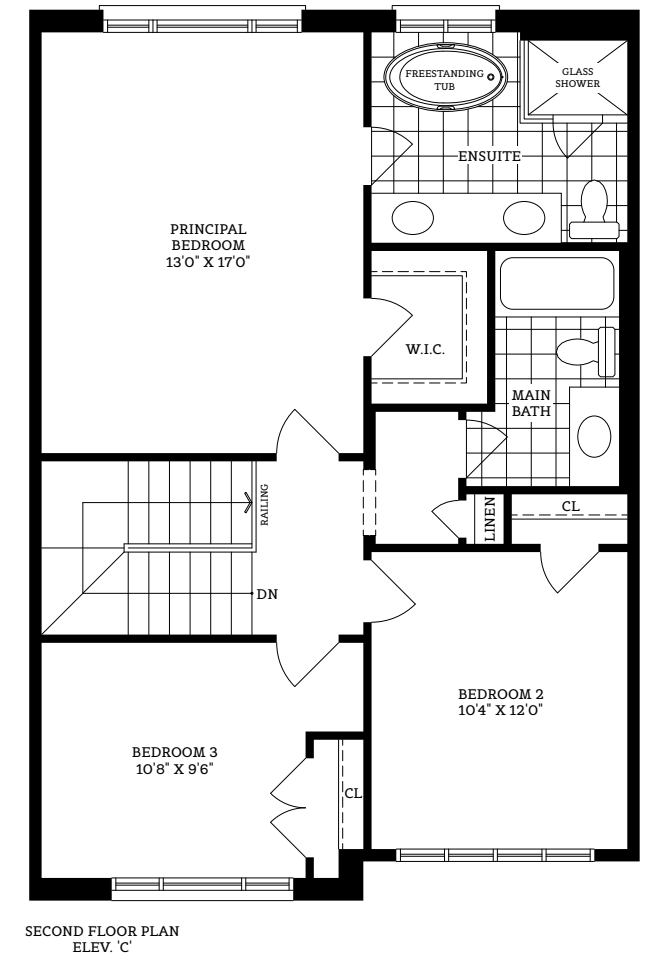 FREESTANDING
TUB
GLASS
SHOWER
ENSUITE
PRINCIPAL
BEDROOM
13'0" X 17'0"
W.I.C.
MAIN
BATH
RAILING
LINEN
CL
DN
BEDROOM 2
10'4" X 12'0"
BEDROOM 3
10'8" X 9'6"
CL
SECOND FLOOR PLAN
ELEV. 'C'